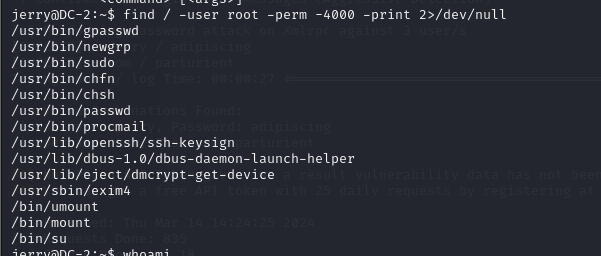 <command> [<args>]
jerry@DC-2:~$ find / -user root -perm -4000 -print 2>/dev/null
/usr/bin/gpasswd
/usr/bin/newgrp
/usr/bin/sudo
/usr/bin/chfn
/usr/bin/chsh
/usr/bin/passwd
/usr/bin/procmail
/usr/lib/openssh/ssh-keysign
/usr/lib/dbus-1.0/dbus-daemon-launch-helper
/usr/lib/eject/dmcrypt-get-device
/usr/sbin/exim4
/bin/umount
/bin/mount
/bin/su
jerry@DC-2:~$ whoami